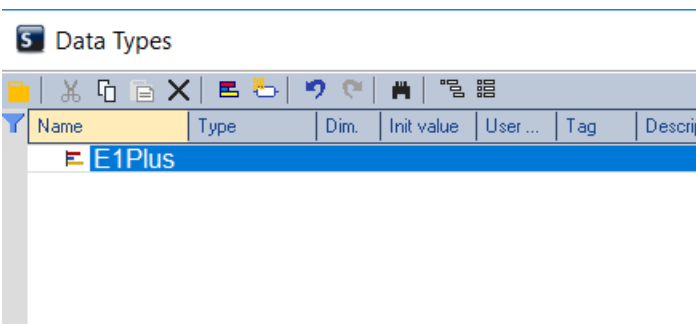 S Data Types
Name Type Dim. Init value User ... Tag Descri
E1Plus